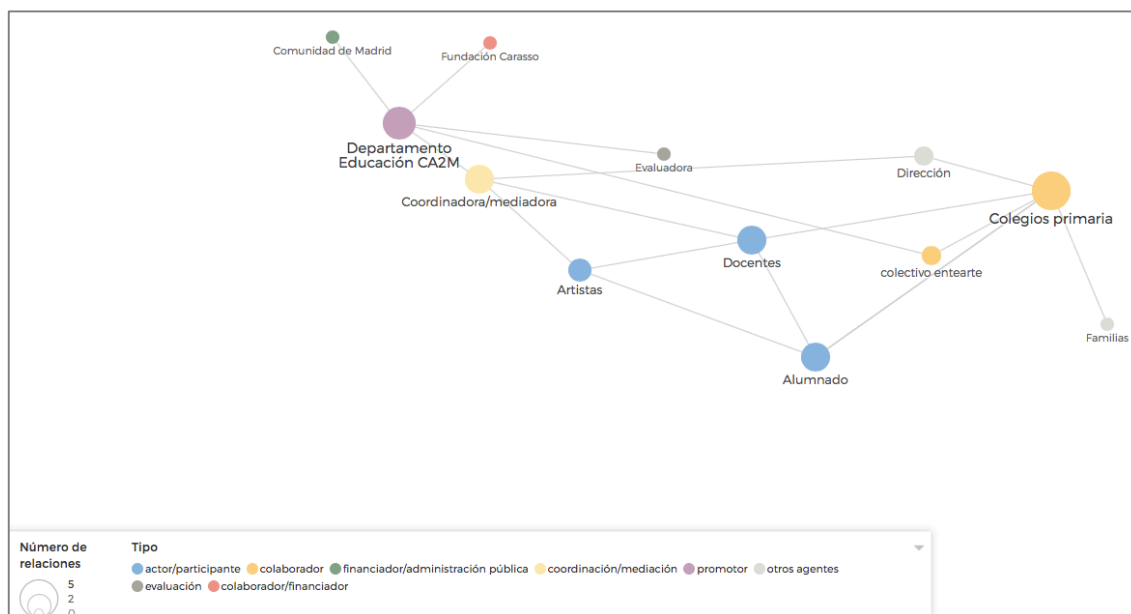 Comunidad de Madrid
Fundación Carasso
Departamento
Educación CA2M
Evaluadora
Dirección
Coordinadora/mediadora
Colegios primaria
Docentes
colectivo entearte
Artistas
Familias
Alumnado
Número de
relaciones
5
2
0
Tipo
actor/participante colaborador financiador/administración pública coordinación/mediación promotor otros agentes
evaluación colaborador/financiador